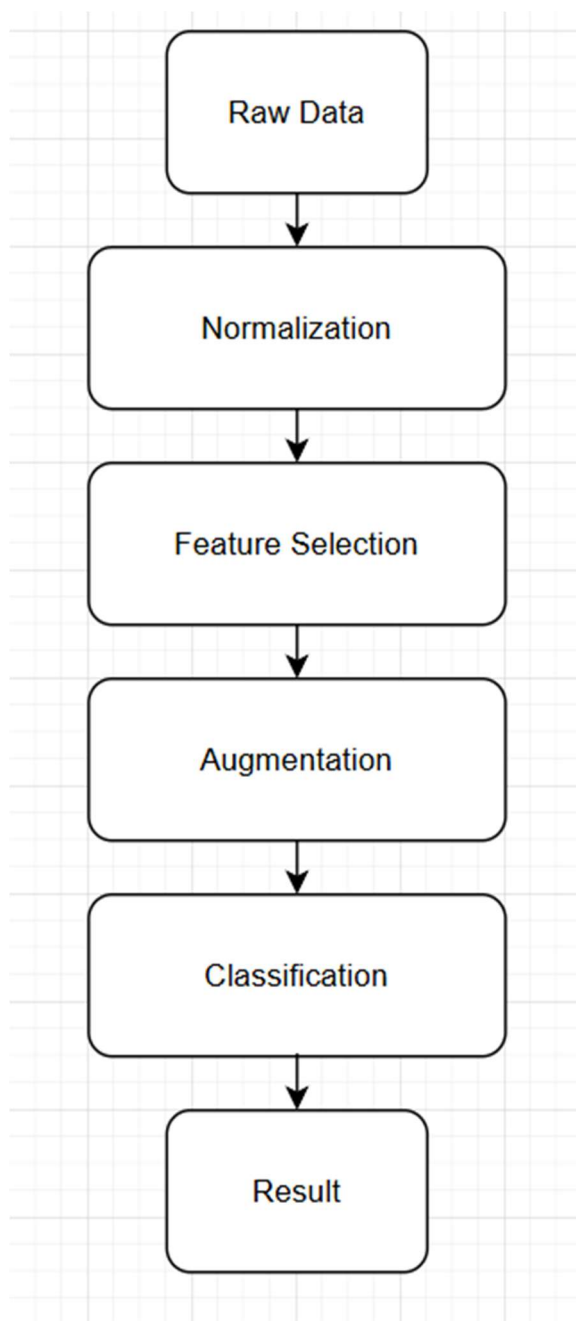 Raw Data
Normalization
Feature Selection
Augmentation
Classification
Result